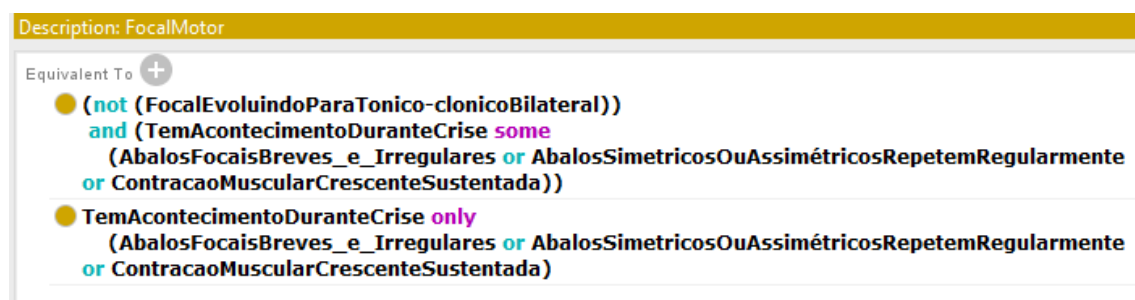 Description: FocalMotor
Equivalent To
(not (FocalEvoluindoParaTonico-clonicoBilateral))
and (TemAcontecimentoDuranteCrise some
(AbalosFocaisBreves_e_Irregulares or AbalosSimetricosOuAssimétricosRepetemRegularmente
or ContracaoMuscularCrescenteSustentada))
TemAcontecimentoDuranteCrise only
(AbalosFocaisBreves_e_Irregulares or AbalosSimetricosOuAssimétricosRepetemRegularmente
or ContracaoMuscularCrescenteSustentada)